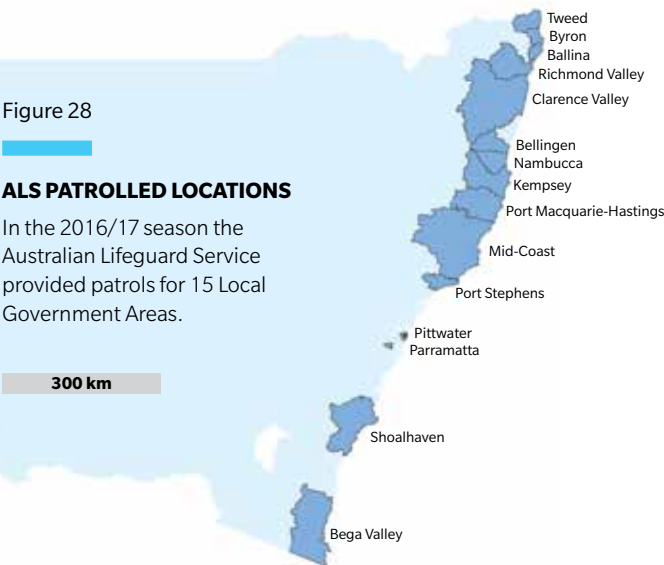 Figure 28
ALS PATROLLED LOCATIONS
In the 2016/17 season the
Australian Lifeguard Service
provided patrols for 15 Local
Government Areas.
300 km
Tweed
Byron
Ballina
Richmond Valley
Clarence Valley
Bellingen
Nambucca
Kempsey
Port Macquarie-Hastings
Mid-Coast
Port Stephens
Pittwater
Parramatta
Shoalhaven
Bega Valley